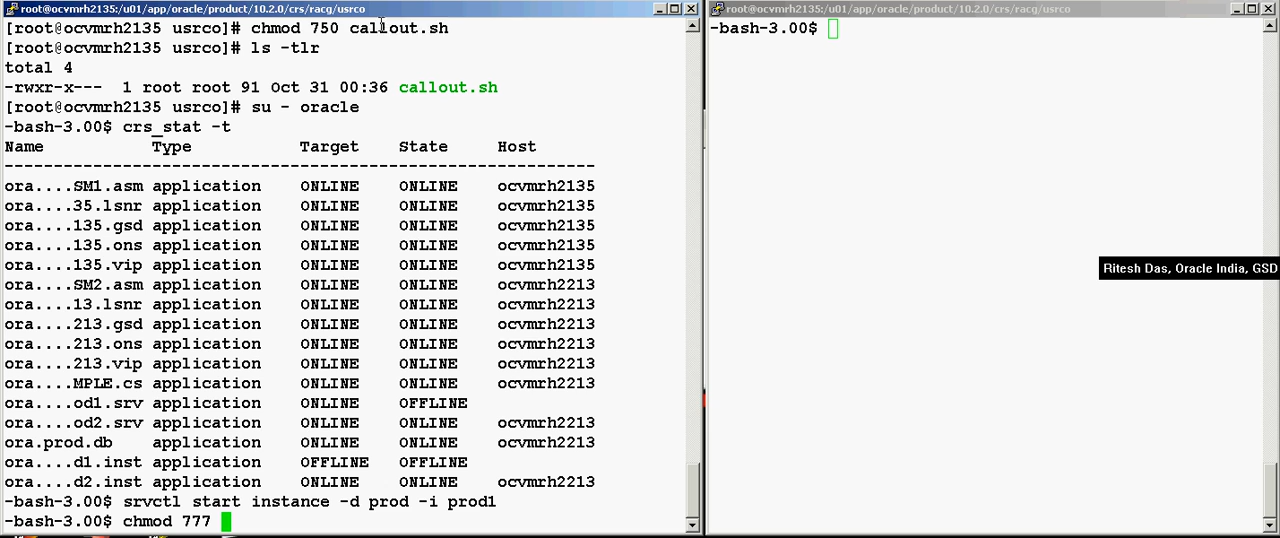 root@ocvmrh2135:/u01/app/oracle/product/10.2.0/crs/racg/usrco
[root@ocvmrh2135 usrco]# chmod 750 callout.sh
[root@ocvmrh2135 usrco]# ls -tlr
total 4
-rwxr-x---  1 root root 91 Oct 31 00:36 callout.sh
[root@ocvmrh2135 usrco]# su - oracle
-bash-3.00$ crs_stat -t
Name           Type           Target    State     Host
------------------------------------------------------------
ora....SM1.asm application    ONLINE    ONLINE    ocvmrh2135
ora....35.lsnr application    ONLINE    ONLINE    ocvmrh2135
ora....135.gsd application    ONLINE    ONLINE    ocvmrh2135
ora....135.ons application    ONLINE    ONLINE    ocvmrh2135
ora....135.vip application    ONLINE    ONLINE    ocvmrh2135
ora....SM2.asm application    ONLINE    ONLINE    ocvmrh2213
ora....13.lsnr application    ONLINE    ONLINE    ocvmrh2213
ora....213.gsd application    ONLINE    ONLINE    ocvmrh2213
ora....213.ons application    ONLINE    ONLINE    ocvmrh2213
ora....213.vip application    ONLINE    ONLINE    ocvmrh2213
ora....MPLE.cs application    ONLINE    ONLINE    ocvmrh2213
ora....od1.srv application    ONLINE    OFFLINE
ora....od2.srv application    ONLINE    ONLINE    ocvmrh2213
ora.prod.db    application    ONLINE    ONLINE    ocvmrh2213
ora....d1.inst application    OFFLINE   OFFLINE
ora....d2.inst application    ONLINE    ONLINE    ocvmrh2213
-bash-3.00$ srvctl start instance -d prod -i prod1
-bash-3.00$ chmod 777
root@ocvmrh2135:/u01/app/oracle/product/10.2.0/crs/racg/usrco
-bash-3.00$
Ritesh Das, Oracle India, GSD